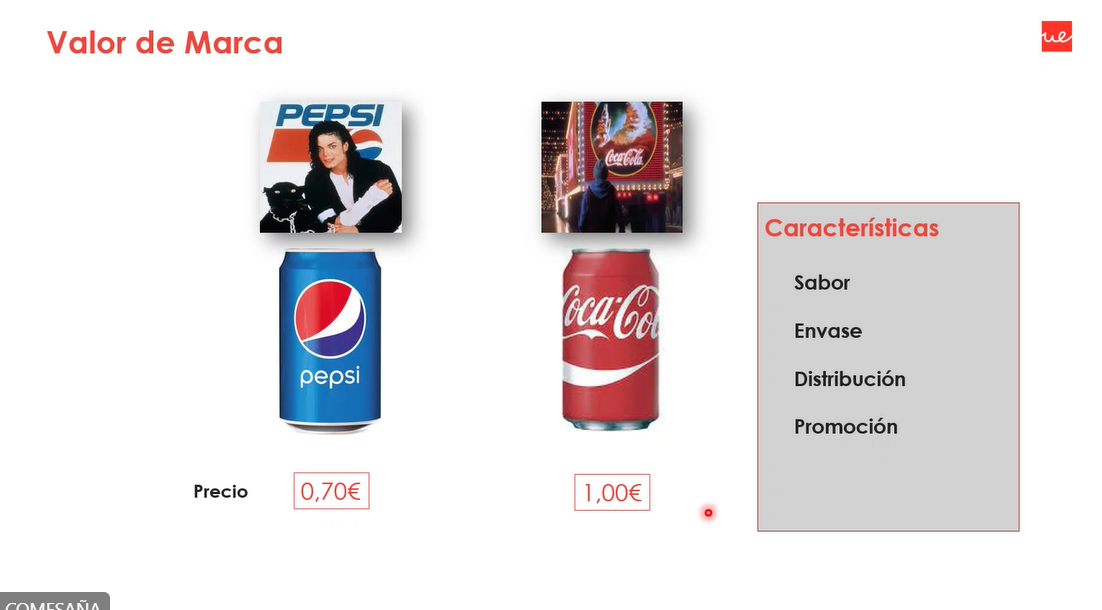 Valor de Marca
ue
PEPSI
Coca-Cola
Características
pepsi
Coca-Col
Sabor
Envase
Distribución
Promoción
Precio
0,70€
1,00€
COMESAÑA